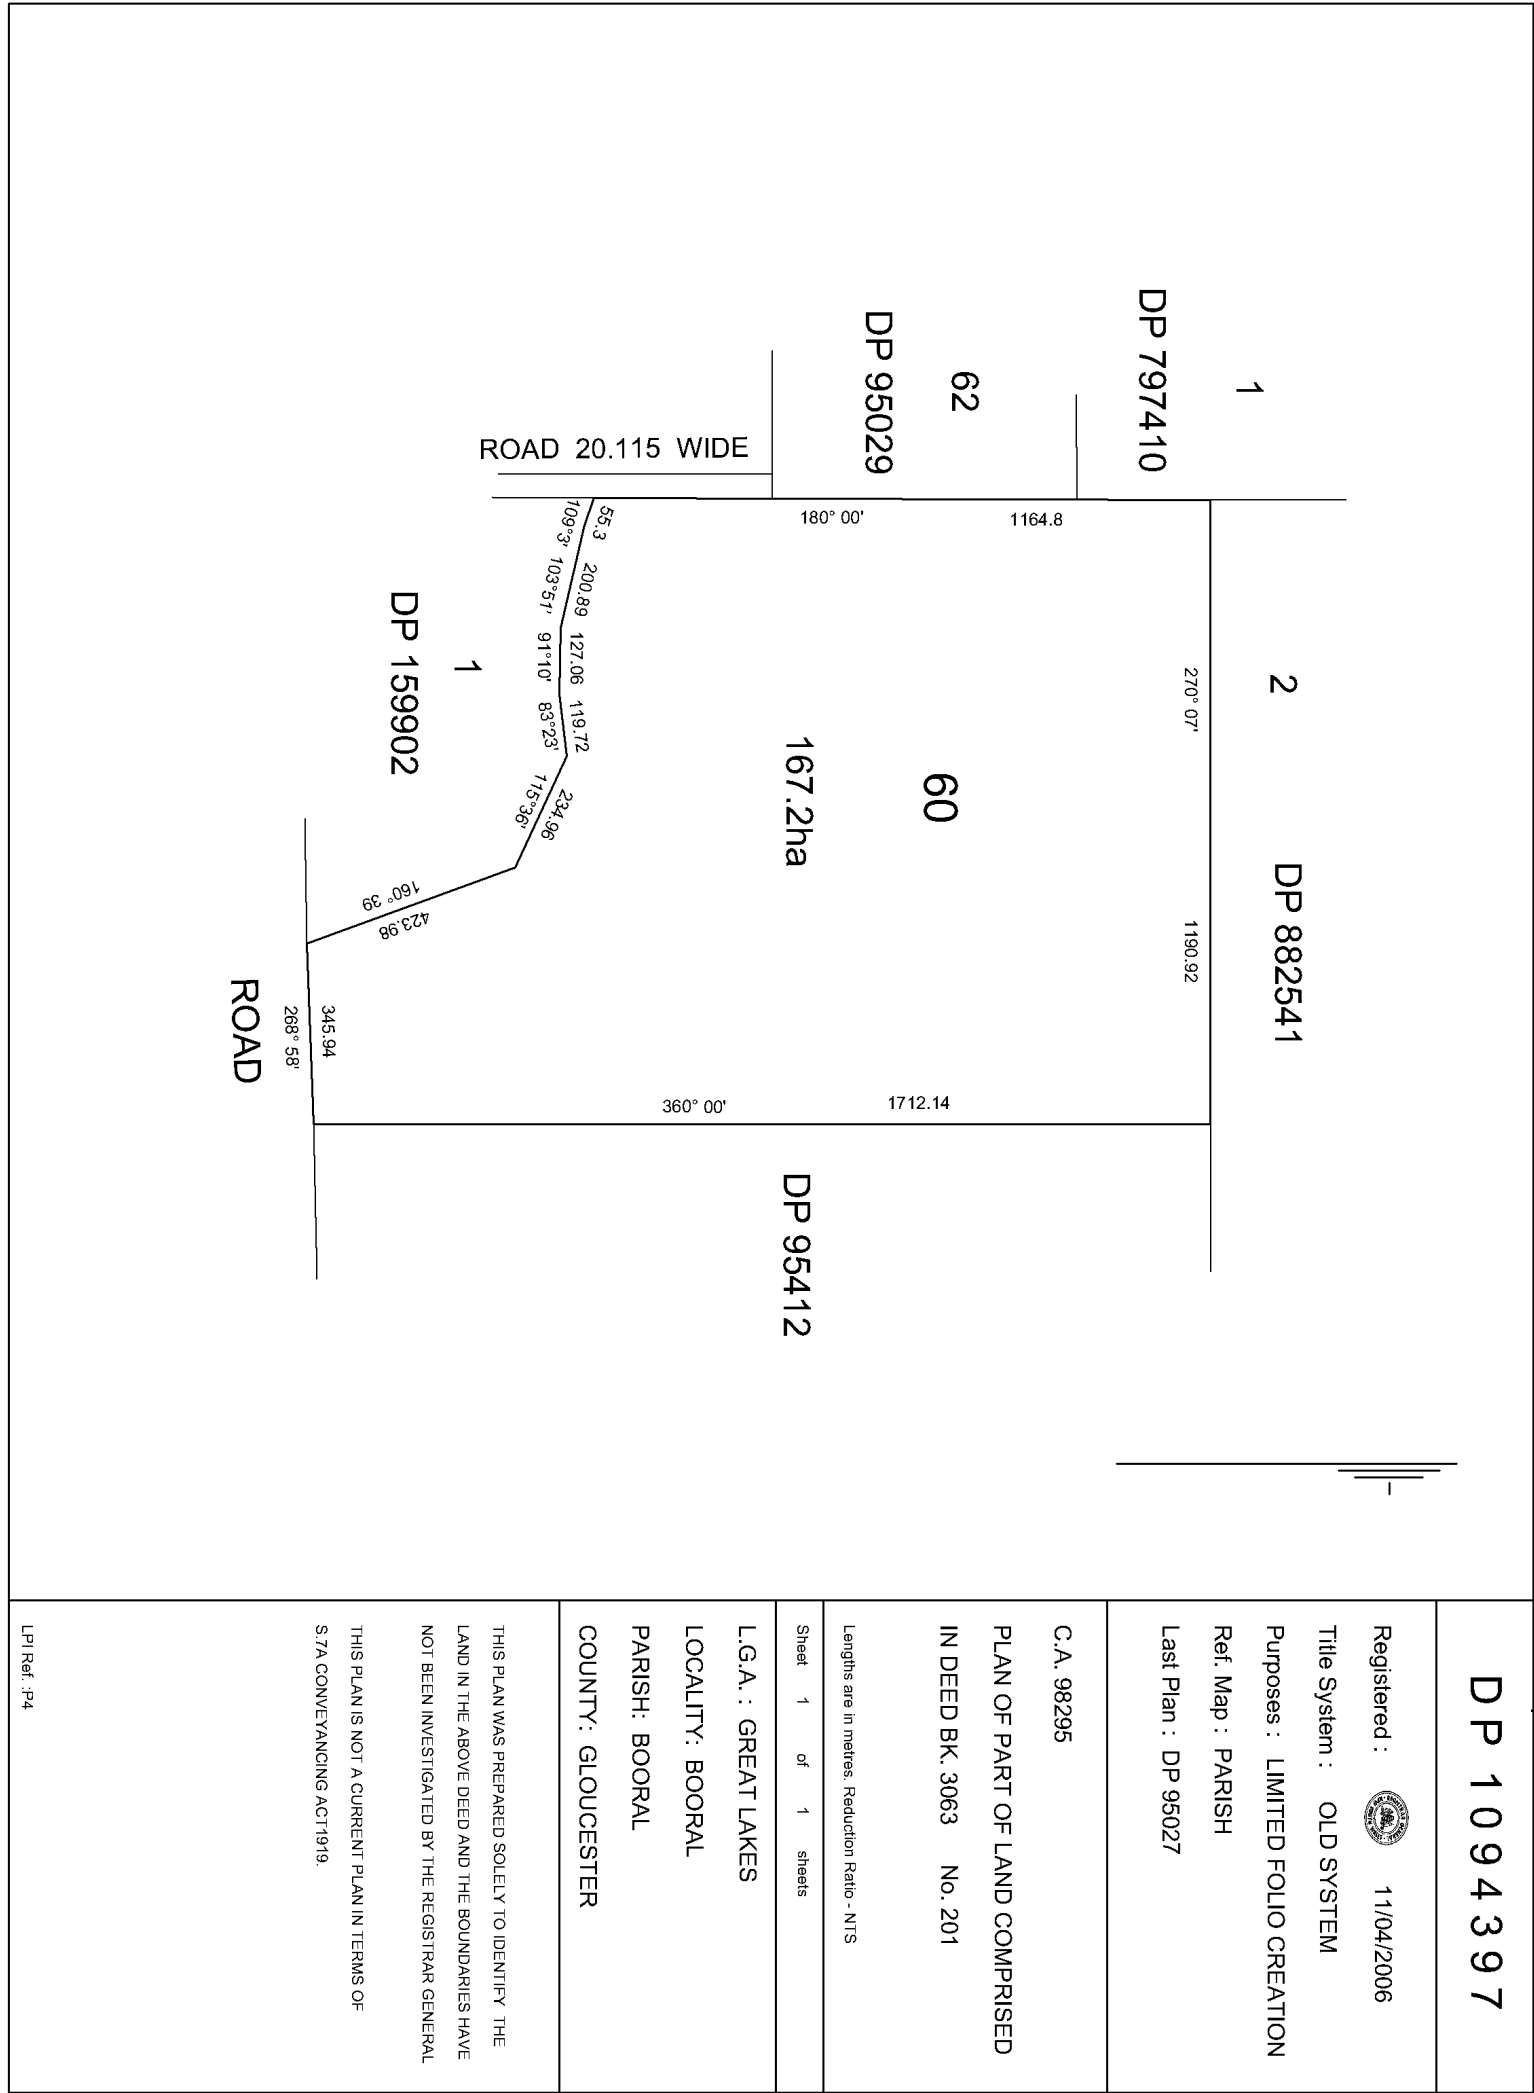 DP 1094397
Registered : 11/04/2006
Title System : OLD SYSTEM
Purposes : LIMITED FOLIO CREATION
Ref. Map : PARISH
Last Plan : DP 95027
C.A. 98295
PLAN OF PART OF LAND COMPRISED
IN DEED BK. 3063 No. 201
Lengths are in metres. Reduction Ratio - NTS
Sheet 1 of 1 sheets
L.G.A. : GREAT LAKES
LOCALITY: BOORAL
PARISH: BOORAL
COUNTY: GLOUCESTER
THIS PLAN WAS PREPARED SOLELY TO IDENTIFY THE
LAND IN THE ABOVE DEED AND THE BOUNDARIES HAVE
NOT BEEN INVESTIGATED BY THE REGISTRAR GENERAL
THIS PLAN IS NOT A CURRENT PLAN IN TERMS OF
S.7A CONVEYANCING ACT1919.
LPI Ref. :P4
1
DP 797410
2
DP 882541
270° 07'
1190.92
62
DP 95029
180° 00'
1164.8
60
167.2ha
360° 00'
1712.14
DP 95412
ROAD 20.115 WIDE
55.3
109°3'
200.89
103°51'
127.06
91°10'
119.72
83°23'
234.96
115°36'
160° 39
423.98
1
DP 159902
345.94
268° 58'
ROAD